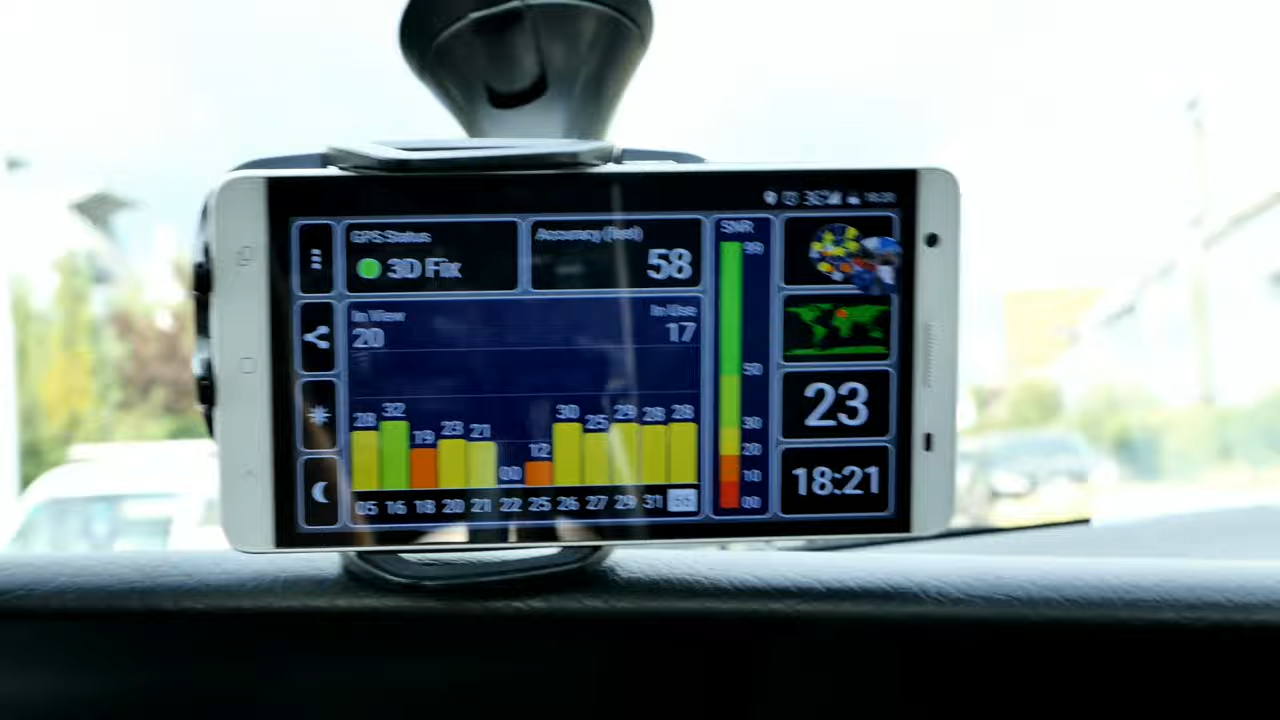 3G
GPS Status
3D Fix
Accuracy (feet)
58
In View
20
In Use
17
28 32 19 23 21 00 12 30 25 29 28 28
05 16 18 20 21 22 25 26 27 29 31
SNR
99
50
30
20
10
00
23
18:21